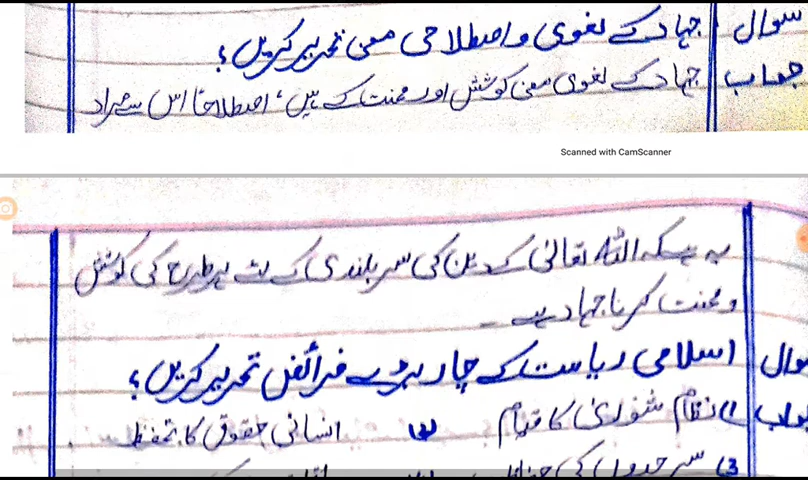 سوال جہاد کے لغوی و اصطلاحی معنی تحریر کریں؟
جواب جہاد کے لغوی معنی کوشش اور محنت کے ہیں، اصطلاحاً اس سے مراد
Scanned with CamScanner
یہ ہے کہ اللہ تعالیٰ کے دین کی سربلندی کے لئے ہر طرح کی کوشش
و محنت کرنا جہاد ہے۔
وال اسلامی ریاست کے چار بڑے فرائض تحریر کریں؟
واب 1) نظام شوریٰ کا قیام 2) انسانی حقوق کا تحفظ
3) سرحدوں کی